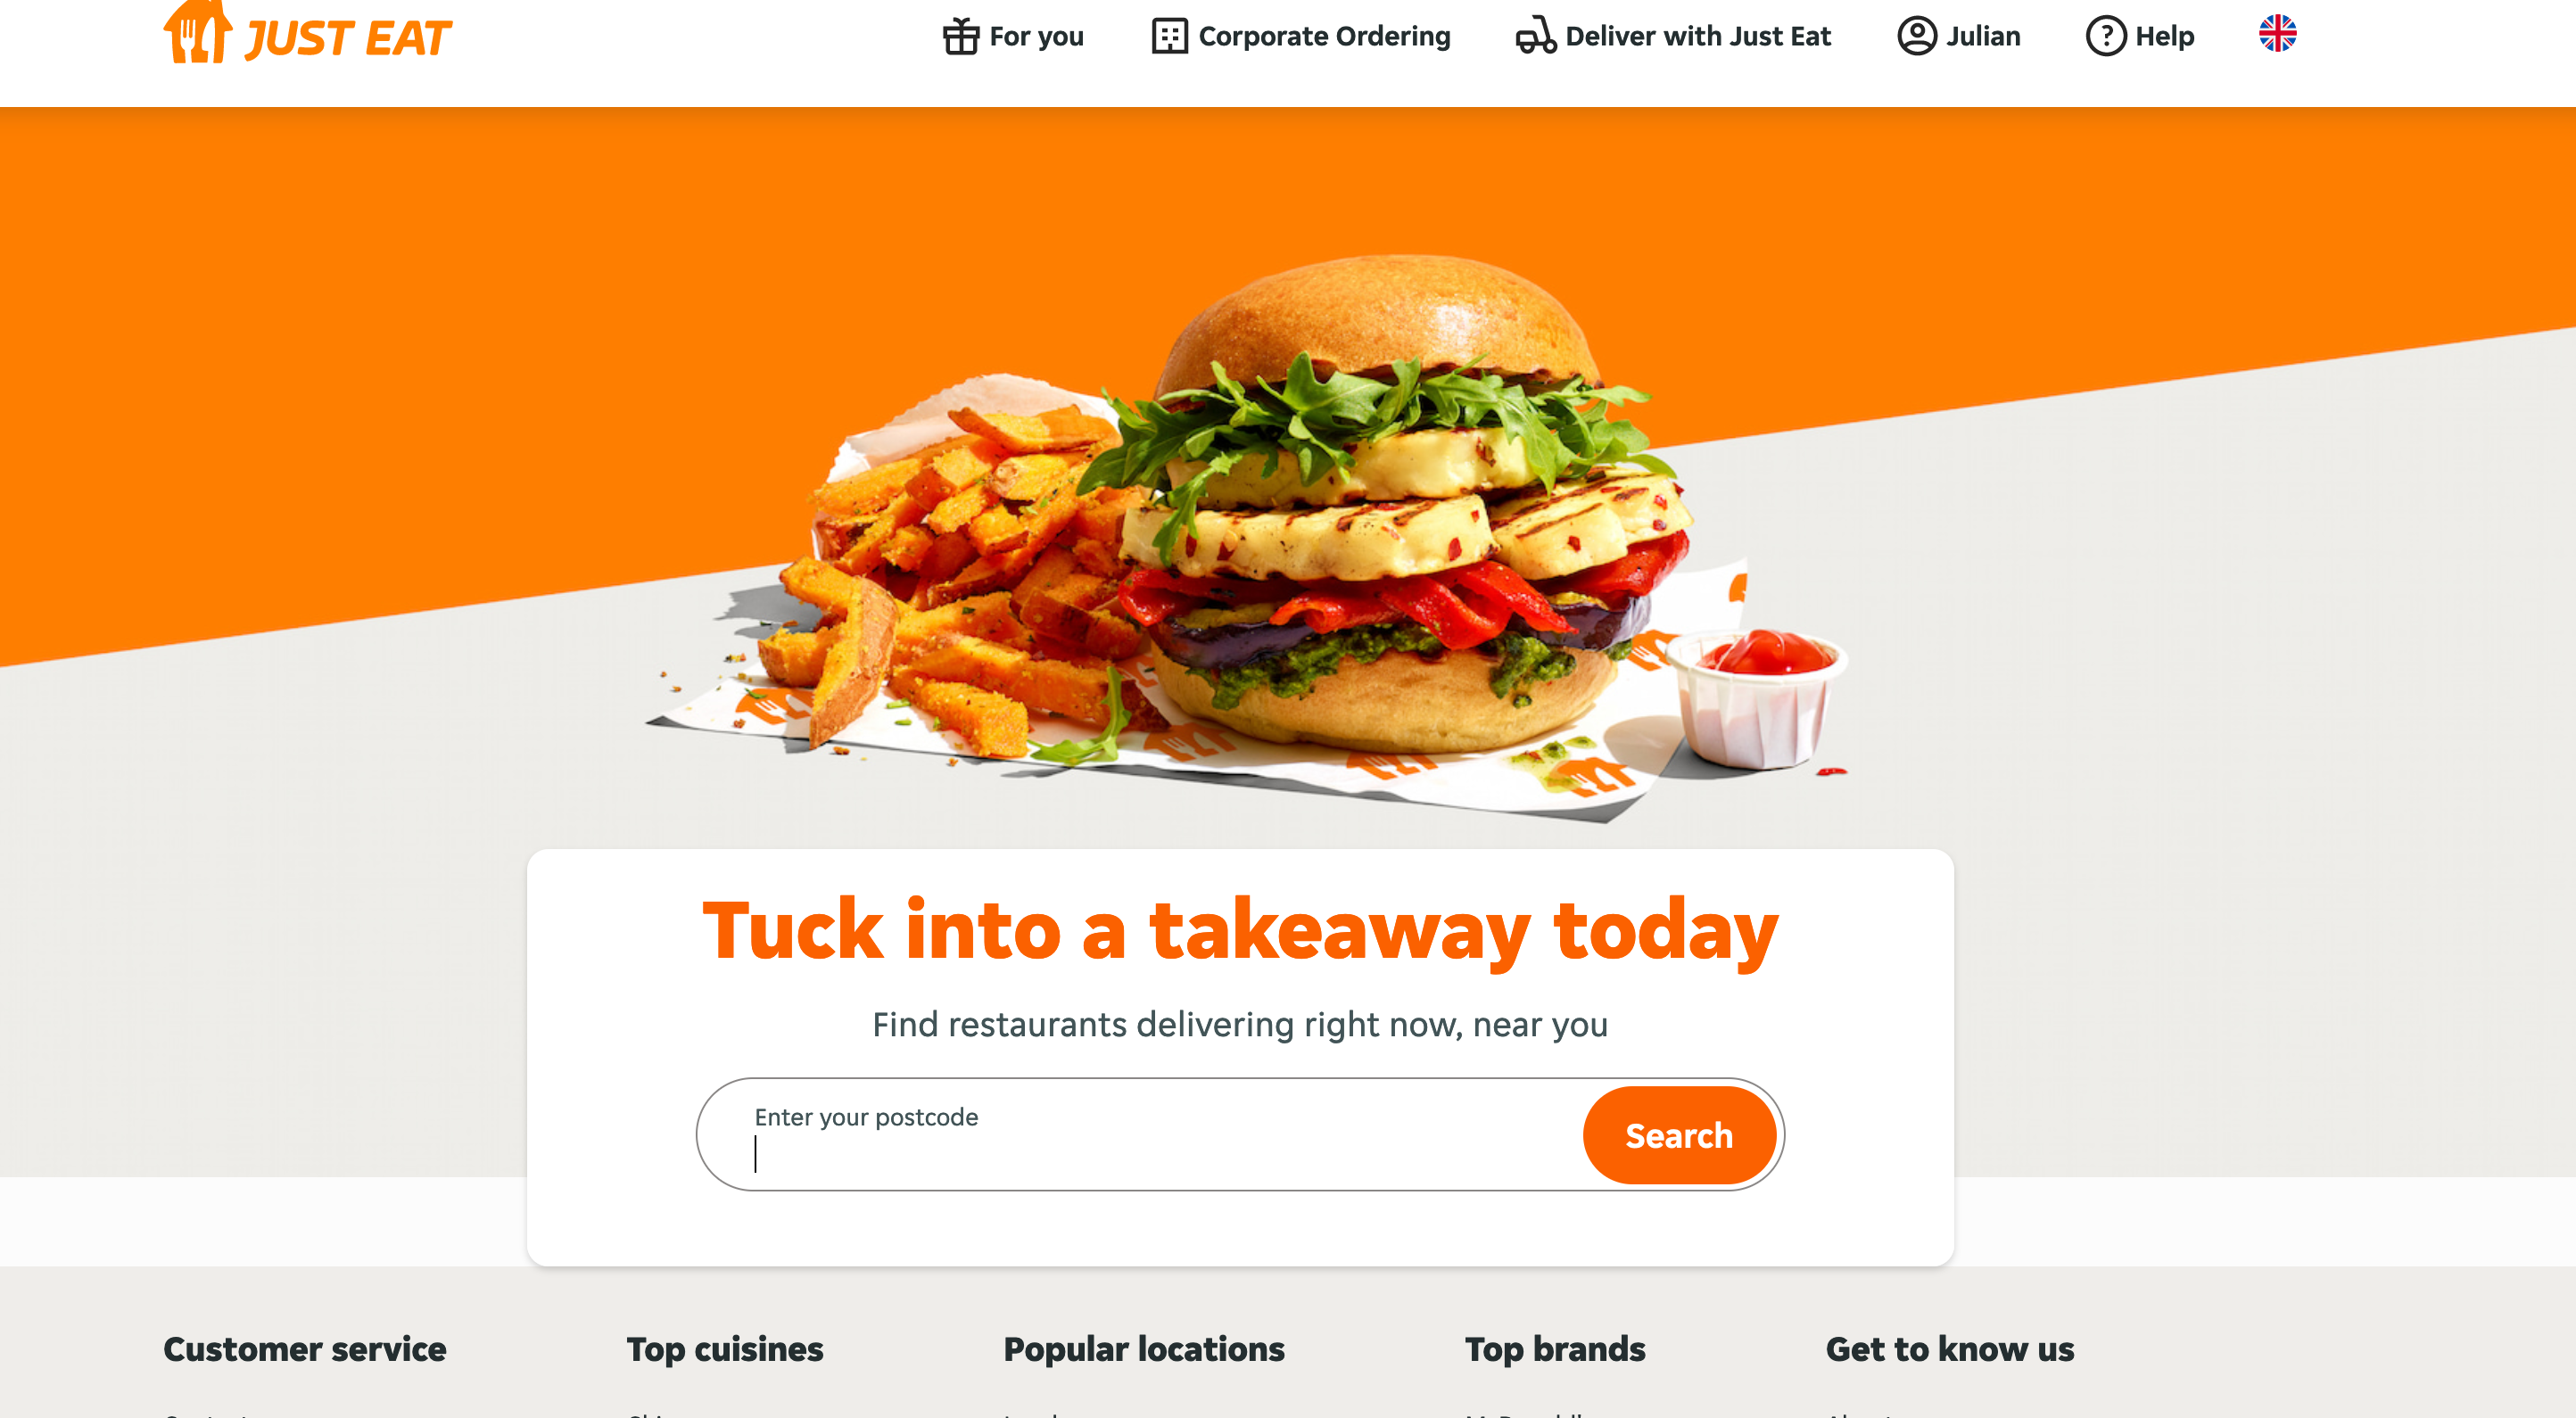 JUST EAT
For you
Corporate Ordering
Deliver with Just Eat
Julian
Help
Tuck into a takeaway today
Find restaurants delivering right now, near you
Enter your postcode
Search
Customer service
Top cuisines
Popular locations
Top brands
Get to know us